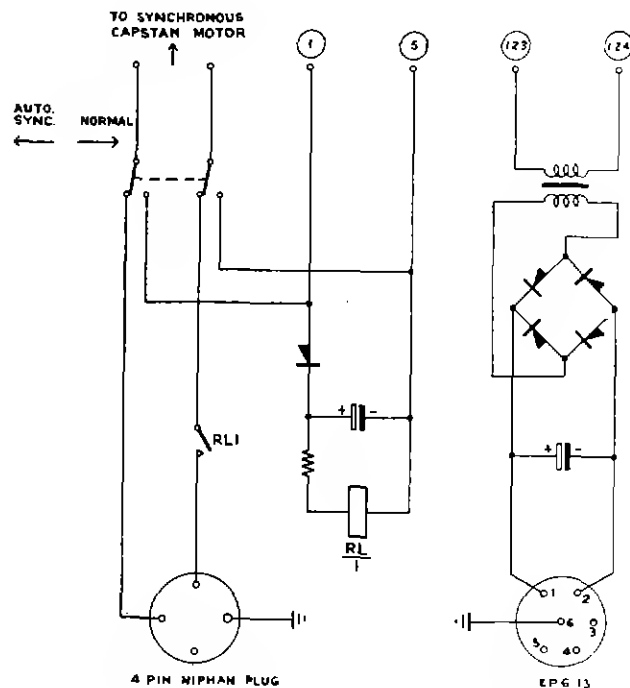 TO SYNCHRONOUS
CAPSTAN MOTOR
1
5
123
124
AUTO.
SYNC. NORMAL
+ -
RL1
+ -
RL
1
1 2
6
3
5 4
4 PIN NIPHAN PLUG
EPG 13